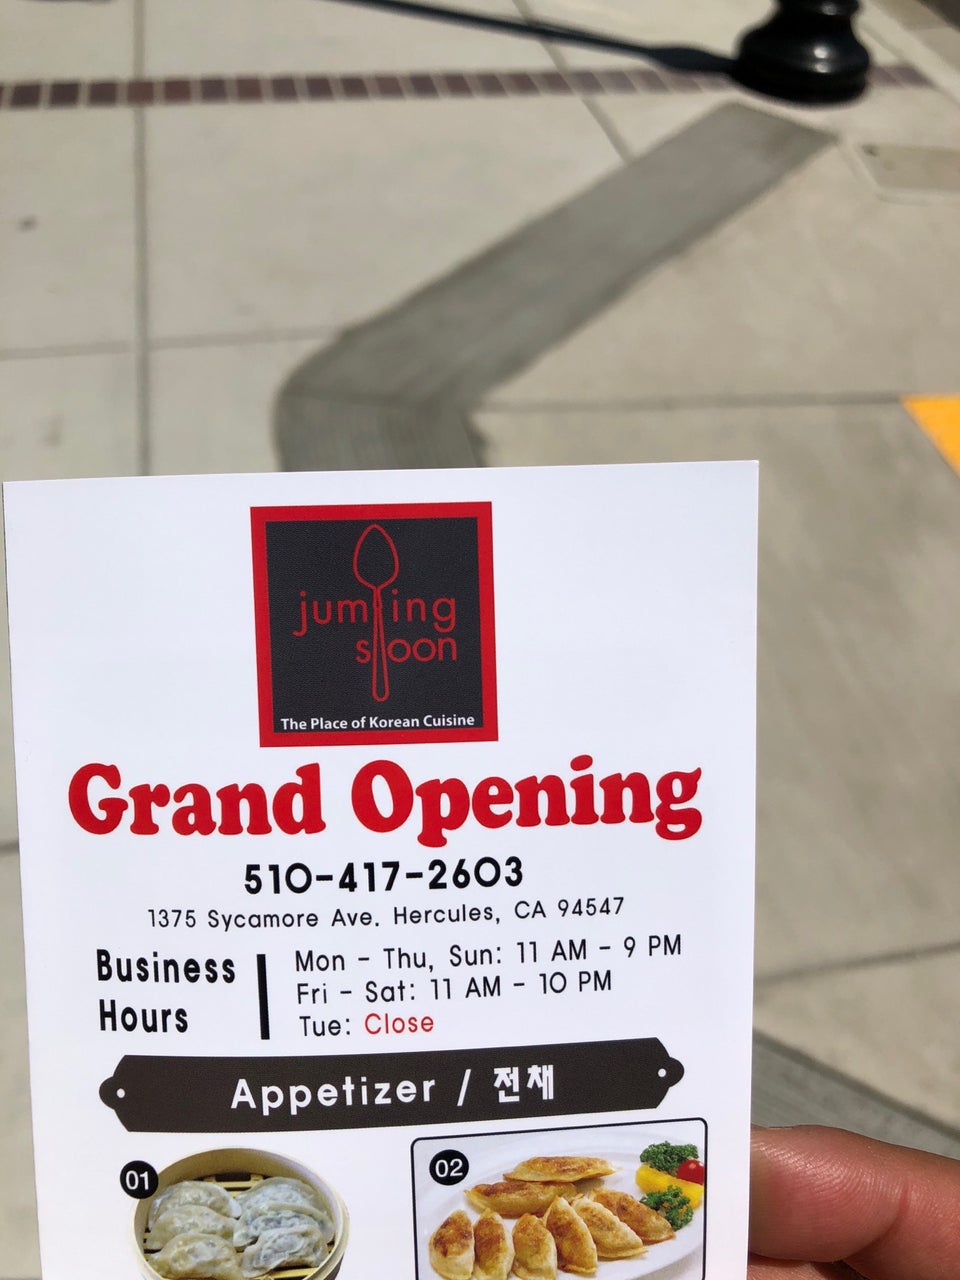 jumping
spoon
The Place of Korean Cuisine
Grand Opening
510-417-2603
1375 Sycamore Ave. Hercules, CA 94547
Business Hours
Mon - Thu, Sun: 11 AM - 9 PM
Fri - Sat: 11 AM - 10 PM
Tue: Close
Appetizer / 전채
01
02